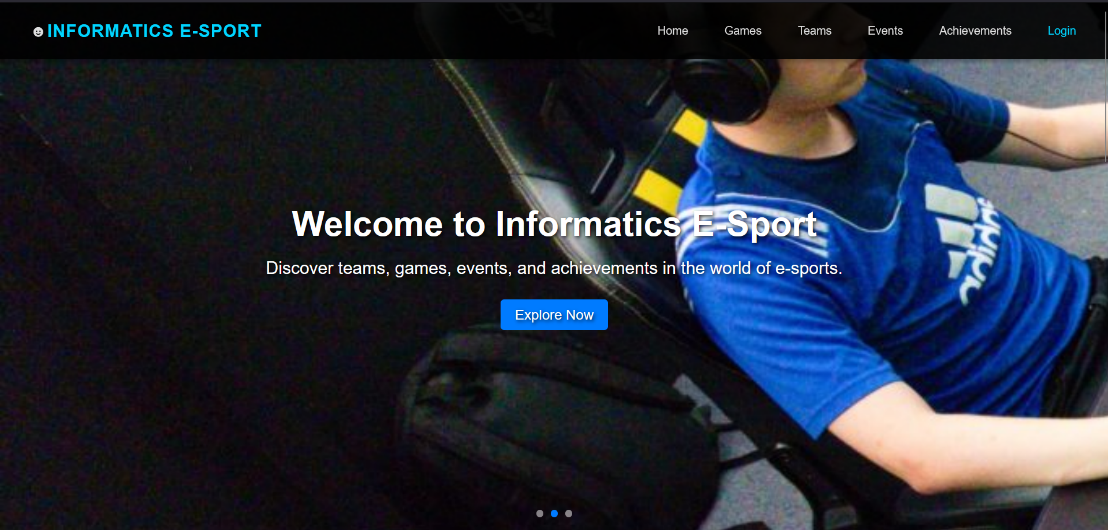 INFORMATICS E-SPORT
Home Games Teams Events Achievements Login
Welcome to Informatics E-Sport
Discover teams, games, events, and achievements in the world of e-sports.
Explore Now
adidas